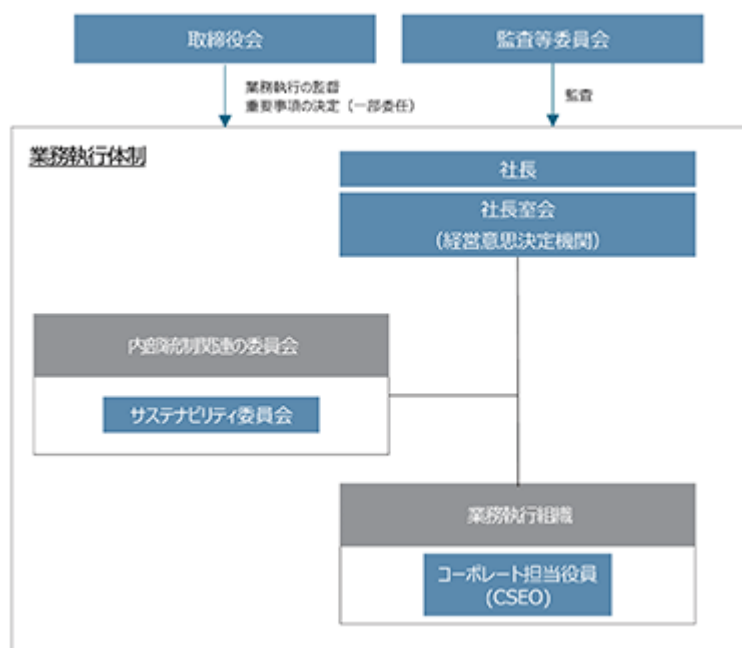 取締役会
監査等委員会
業務執行の監督
重要事項の決定（一部委任）
監査
業務執行体制
社長
社長室会
（経営意思決定機関）
内部統制関連の委員会
サステナビリティ委員会
業務執行組織
コーポレート担当役員
(CSEO)